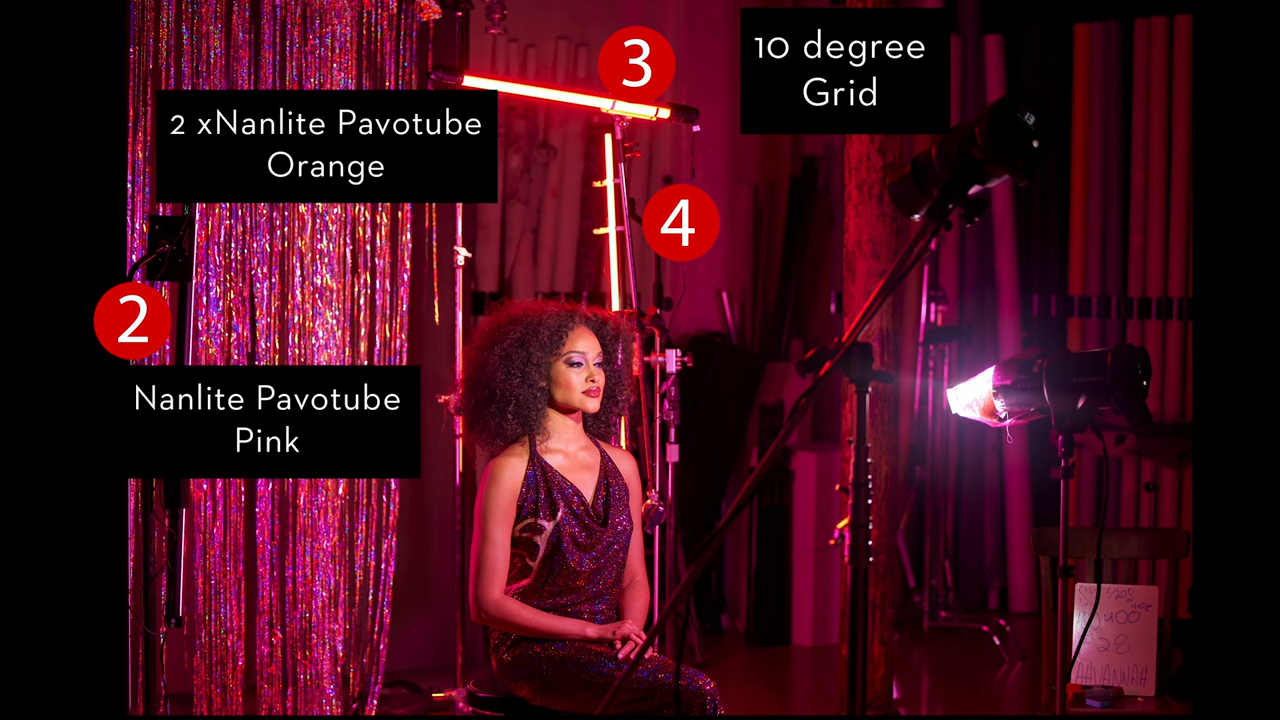 10 degree
Grid
3
2 xNanlite Pavotube
Orange
4
2
Nanlite Pavotube
Pink